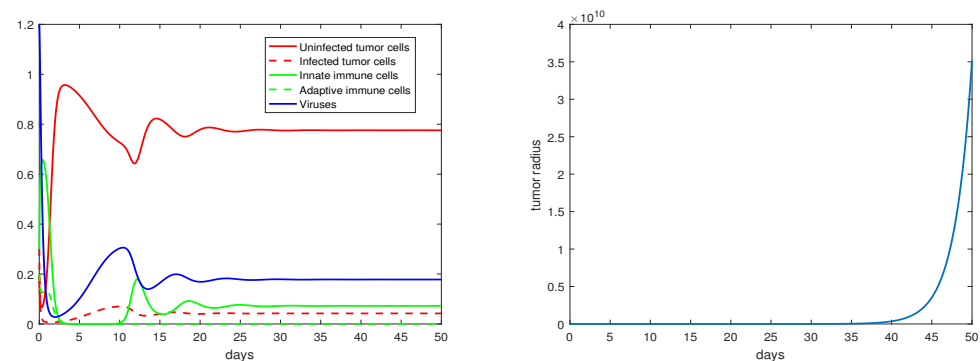 1.2
1
0.8
0.6
0.4
0.2
0
Uninfected tumor cells
Infected tumor cells
Innate immune cells
Adaptive immune cells
Viruses
0 5 10 15 20 25 30 35 40 45 50
days
4 ×10^10
3.5
3
2.5
2
1.5
1
0.5
0
tumor radius
0 5 10 15 20 25 30 35 40 45 50
days